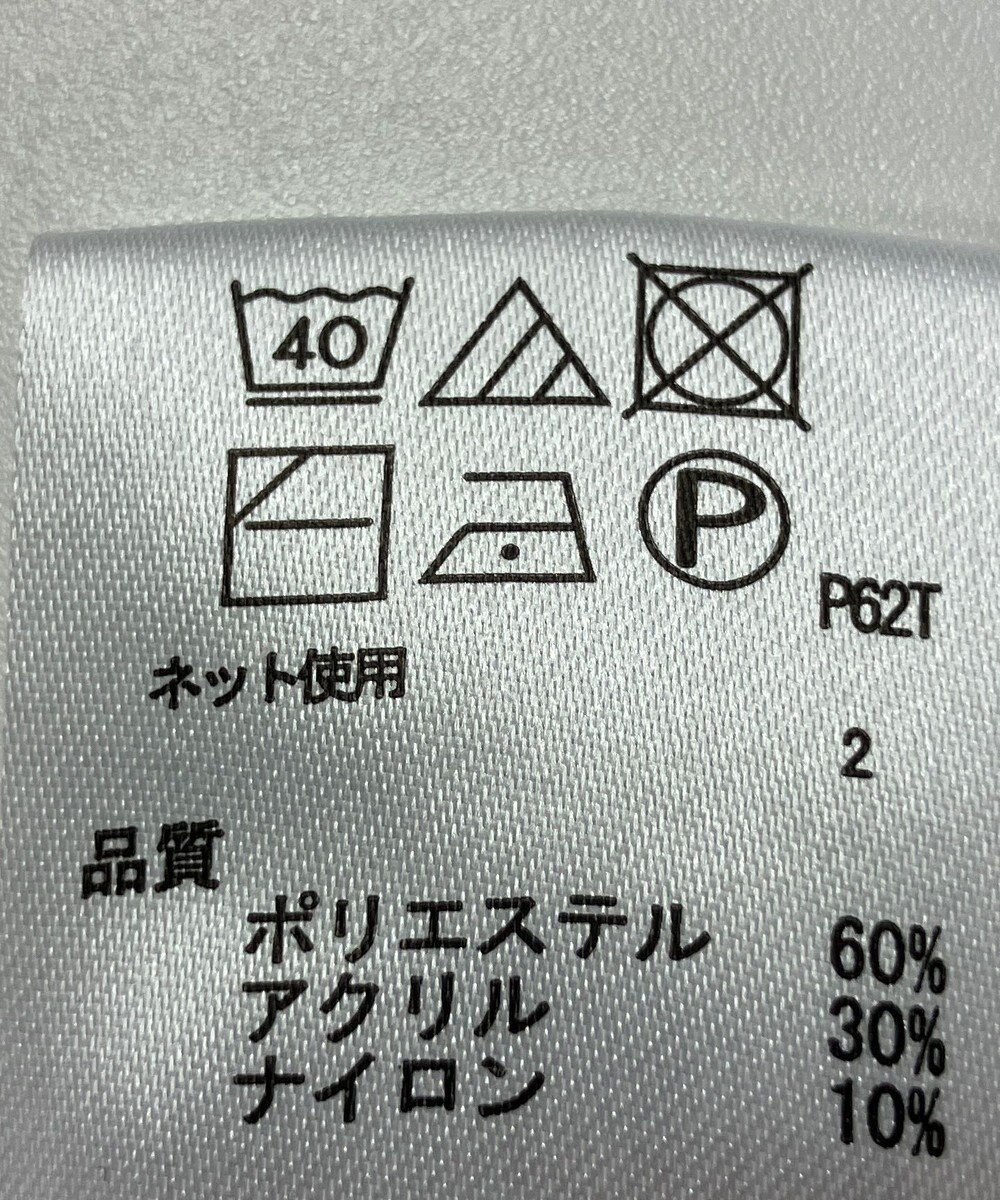 40
P
P62T
ネット使用
2
品質
ポリエステル 60%
アクリル 30%
ナイロン 10%